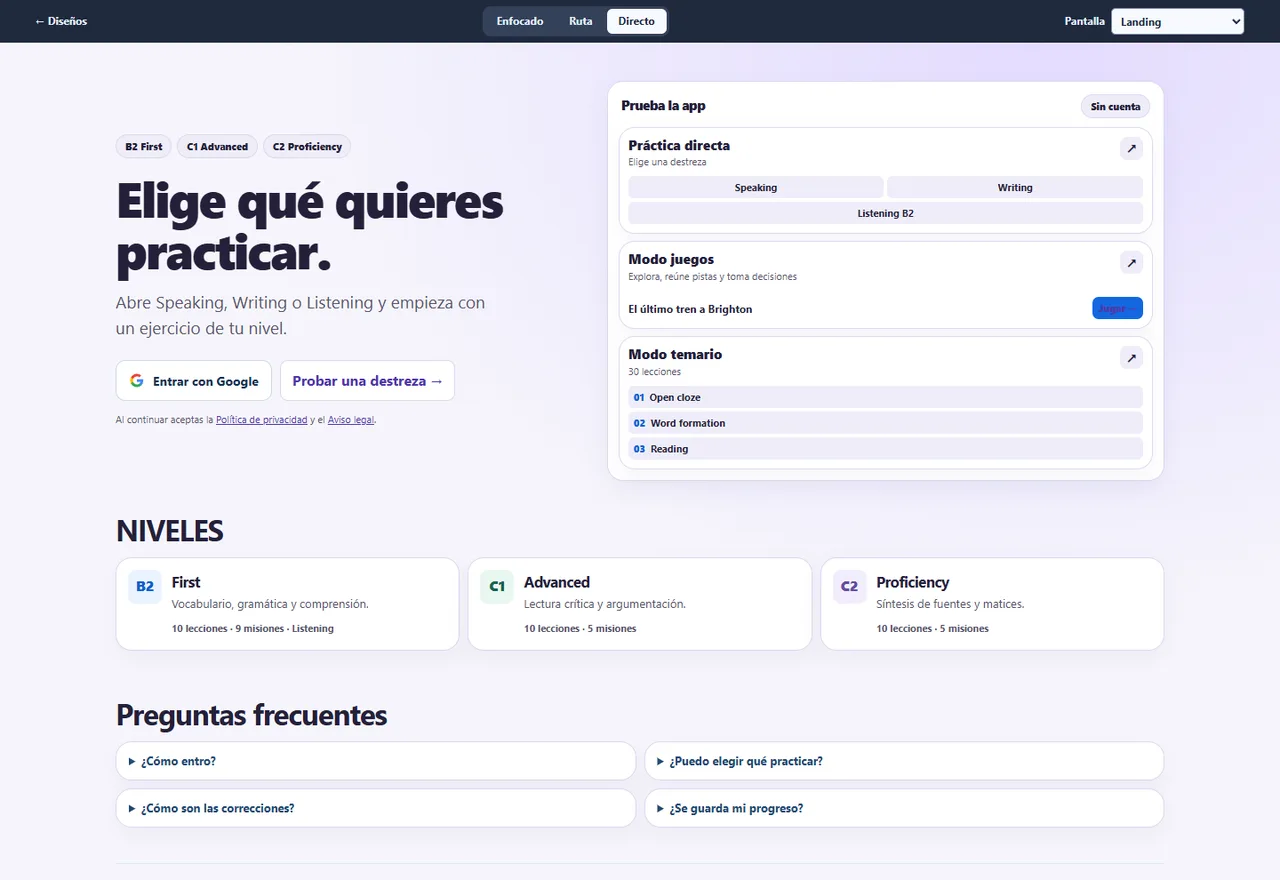 ← Diseños
Enfocado
Ruta
Directo
Pantalla
Landing
B2 First
C1 Advanced
C2 Proficiency
Elige qué quieres
practicar.
Abre Speaking, Writing o Listening y empieza con
un ejercicio de tu nivel.
Entrar con Google
Probar una destreza →
Al continuar aceptas la Política de privacidad y el Aviso legal.
Prueba la app
Sin cuenta
Práctica directa
↗
Elige una destreza
Speaking
Writing
Listening B2
Modo juegos
↗
Explora, reúne pistas y toma decisiones
El último tren a Brighton
Jugar →
Modo temario
↗
30 lecciones
01 Open cloze
02 Word formation
03 Reading
NIVELES
B2
First
Vocabulario, gramática y comprensión.
10 lecciones · 9 misiones · Listening
C1
Advanced
Lectura crítica y argumentación.
10 lecciones · 5 misiones
C2
Proficiency
Síntesis de fuentes y matices.
10 lecciones · 5 misiones
Preguntas frecuentes
¿Cómo entro?
¿Puedo elegir qué practicar?
¿Cómo son las correcciones?
¿Se guarda mi progreso?